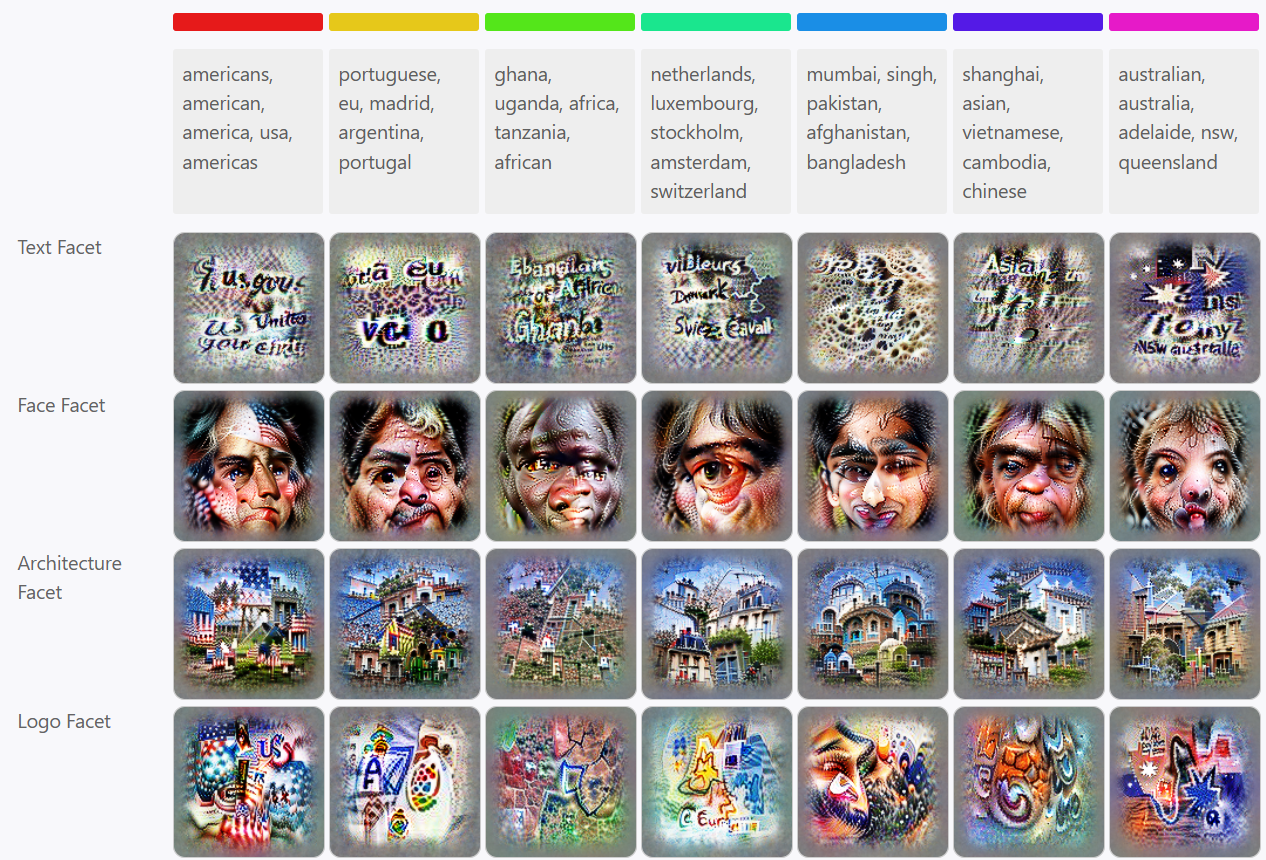 americans,
american,
america, usa,
americas
portuguese,
eu, madrid,
argentina,
portugal
ghana,
uganda, africa,
tanzania,
african
netherlands,
luxembourg,
stockholm,
amsterdam,
switzerland
mumbai, singh,
pakistan,
afghanistan,
bangladesh
shanghai,
asian,
vietnamese,
cambodia,
chinese
australian,
australia,
adelaide, nsw,
queensland
Text Facet
eu
Face Facet
Architecture
Facet
Logo Facet
US